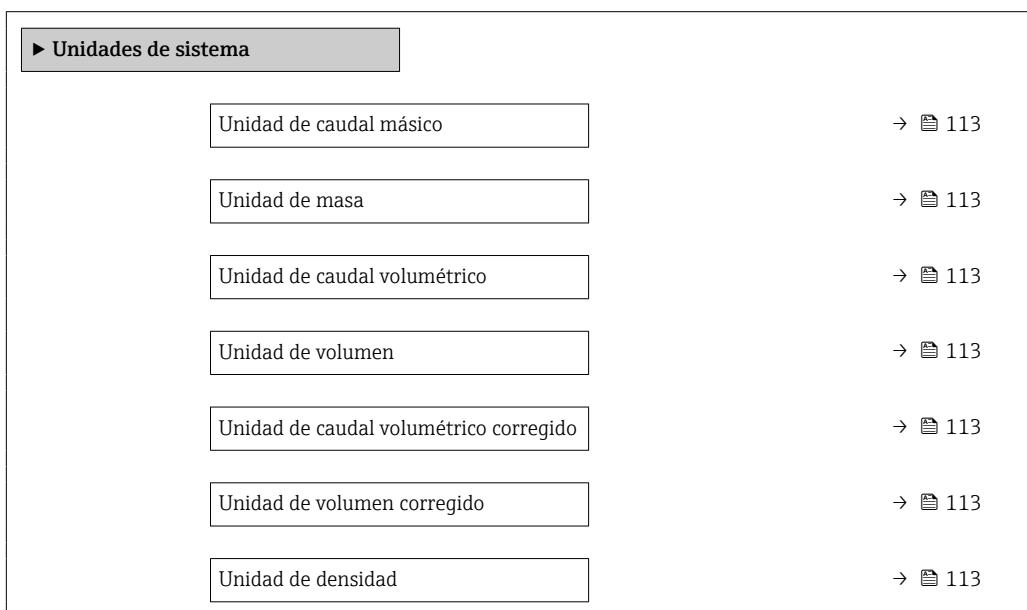 ▶ Unidades de sistema
Unidad de caudal másico → 113
Unidad de masa → 113
Unidad de caudal volumétrico → 113
Unidad de volumen → 113
Unidad de caudal volumétrico corregido → 113
Unidad de volumen corregido → 113
Unidad de densidad → 113